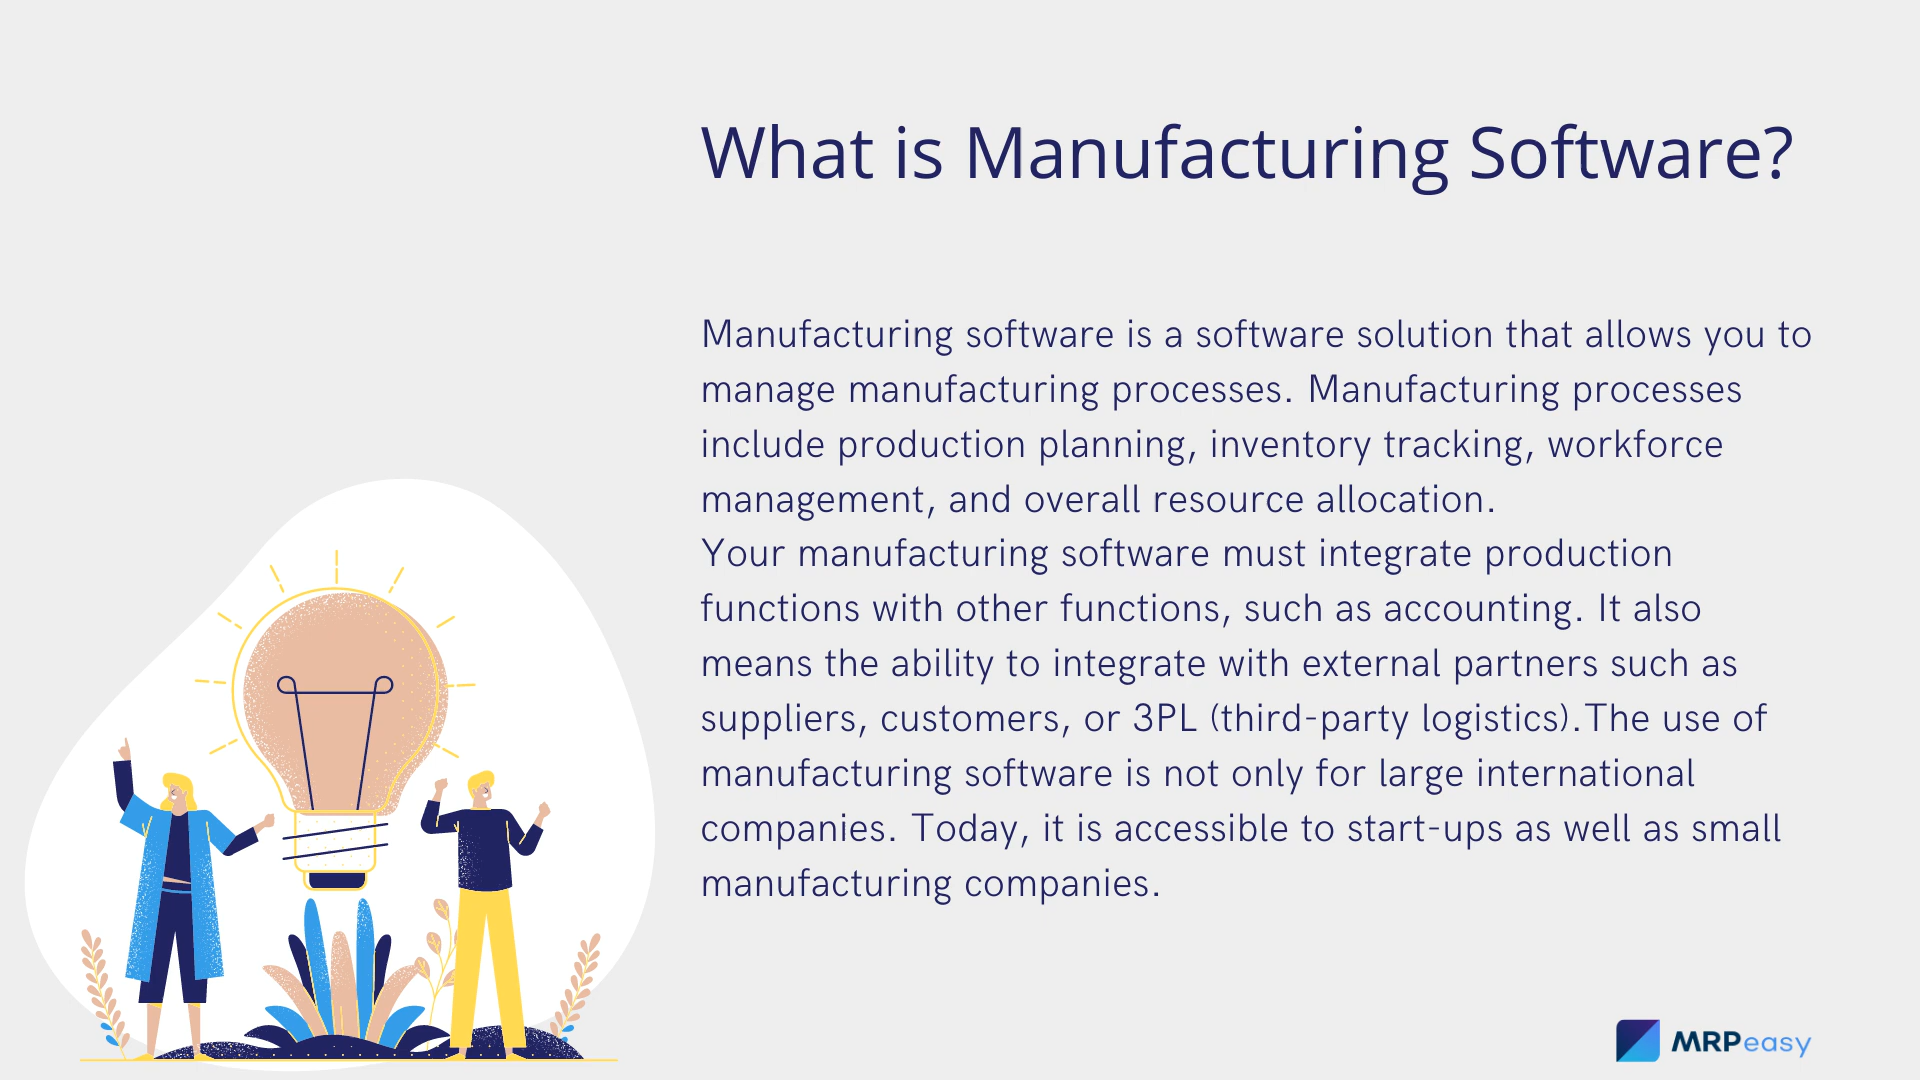 What is Manufacturing Software?
Manufacturing software is a software solution that allows you to
manage manufacturing processes. Manufacturing processes
include production planning, inventory tracking, workforce
management, and overall resource allocation.
Your manufacturing software must integrate production
functions with other functions, such as accounting. It also
means the ability to integrate with external partners such as
suppliers, customers, or 3PL (third-party logistics).The use of
manufacturing software is not only for large international
companies. Today, it is accessible to start-ups as well as small
manufacturing companies.
MRPeasy